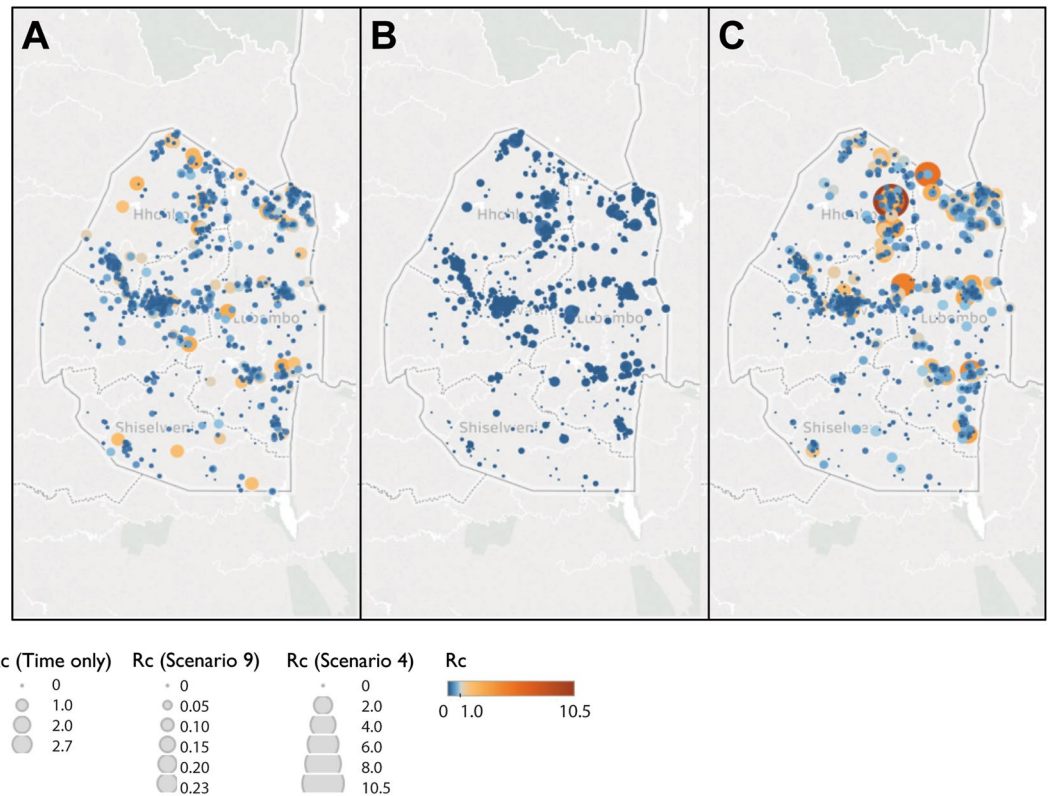 A B C
Hhohho Hhohho Hhohho
Lubombo Lubombo Lubombo
Shiselweni Shiselweni Shiselweni
c (Time only) Rc (Scenario 9) Rc (Scenario 4) Rc
0 0 0
1.0 0.05 2.0
2.0 0.10 4.0
2.7 0.15 6.0
0.20 8.0
0.23 10.5
0 1.0 10.5